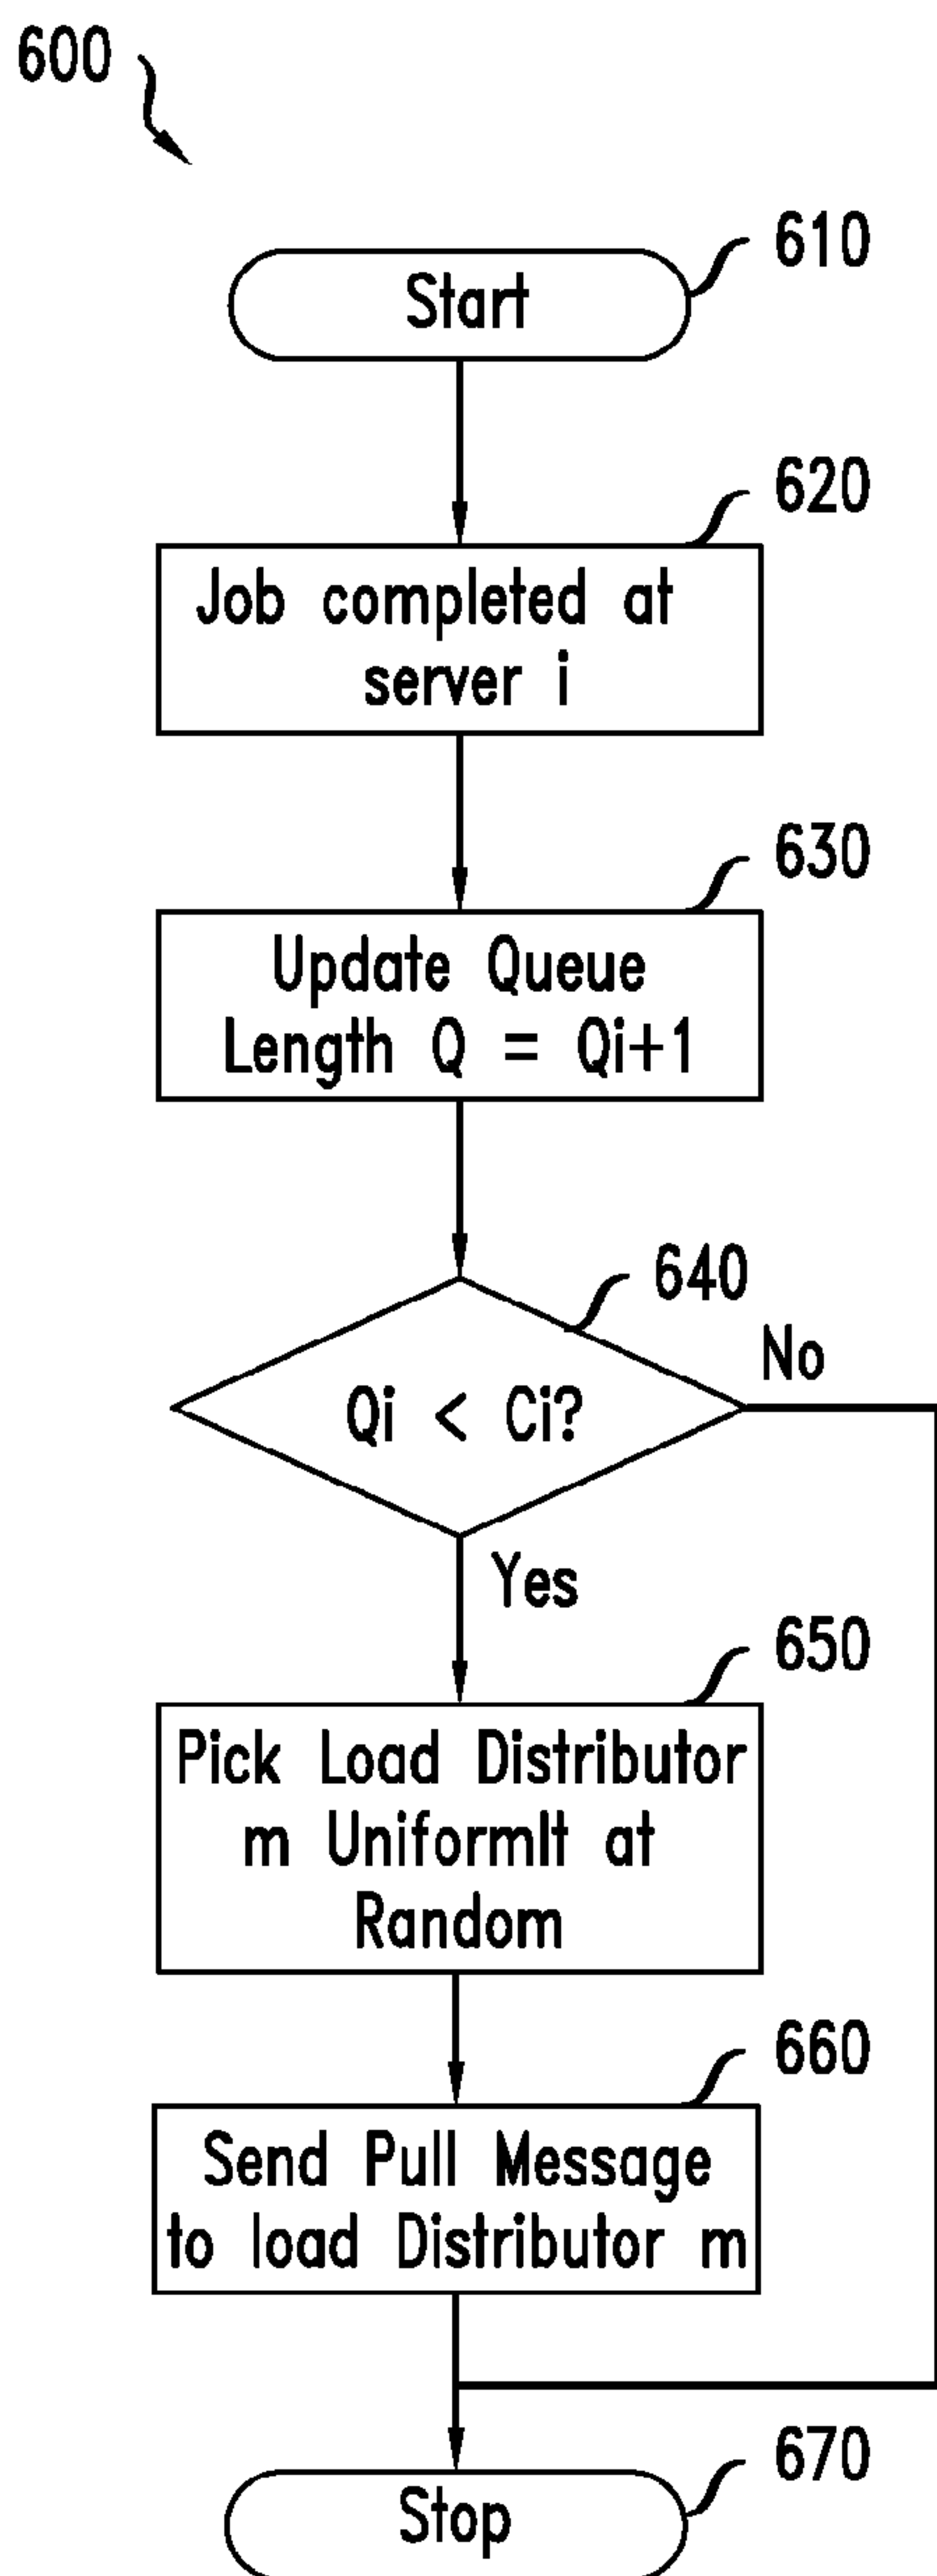 600
610
Start
620
Job completed at
server i
630
Update Queue
Length Q = Qi+1
640
No
Qi < Ci?
Yes
650
Pick Load Distributor
m Uniformlt at
Random
660
Send Pull Message
to load Distributor m
670
Stop